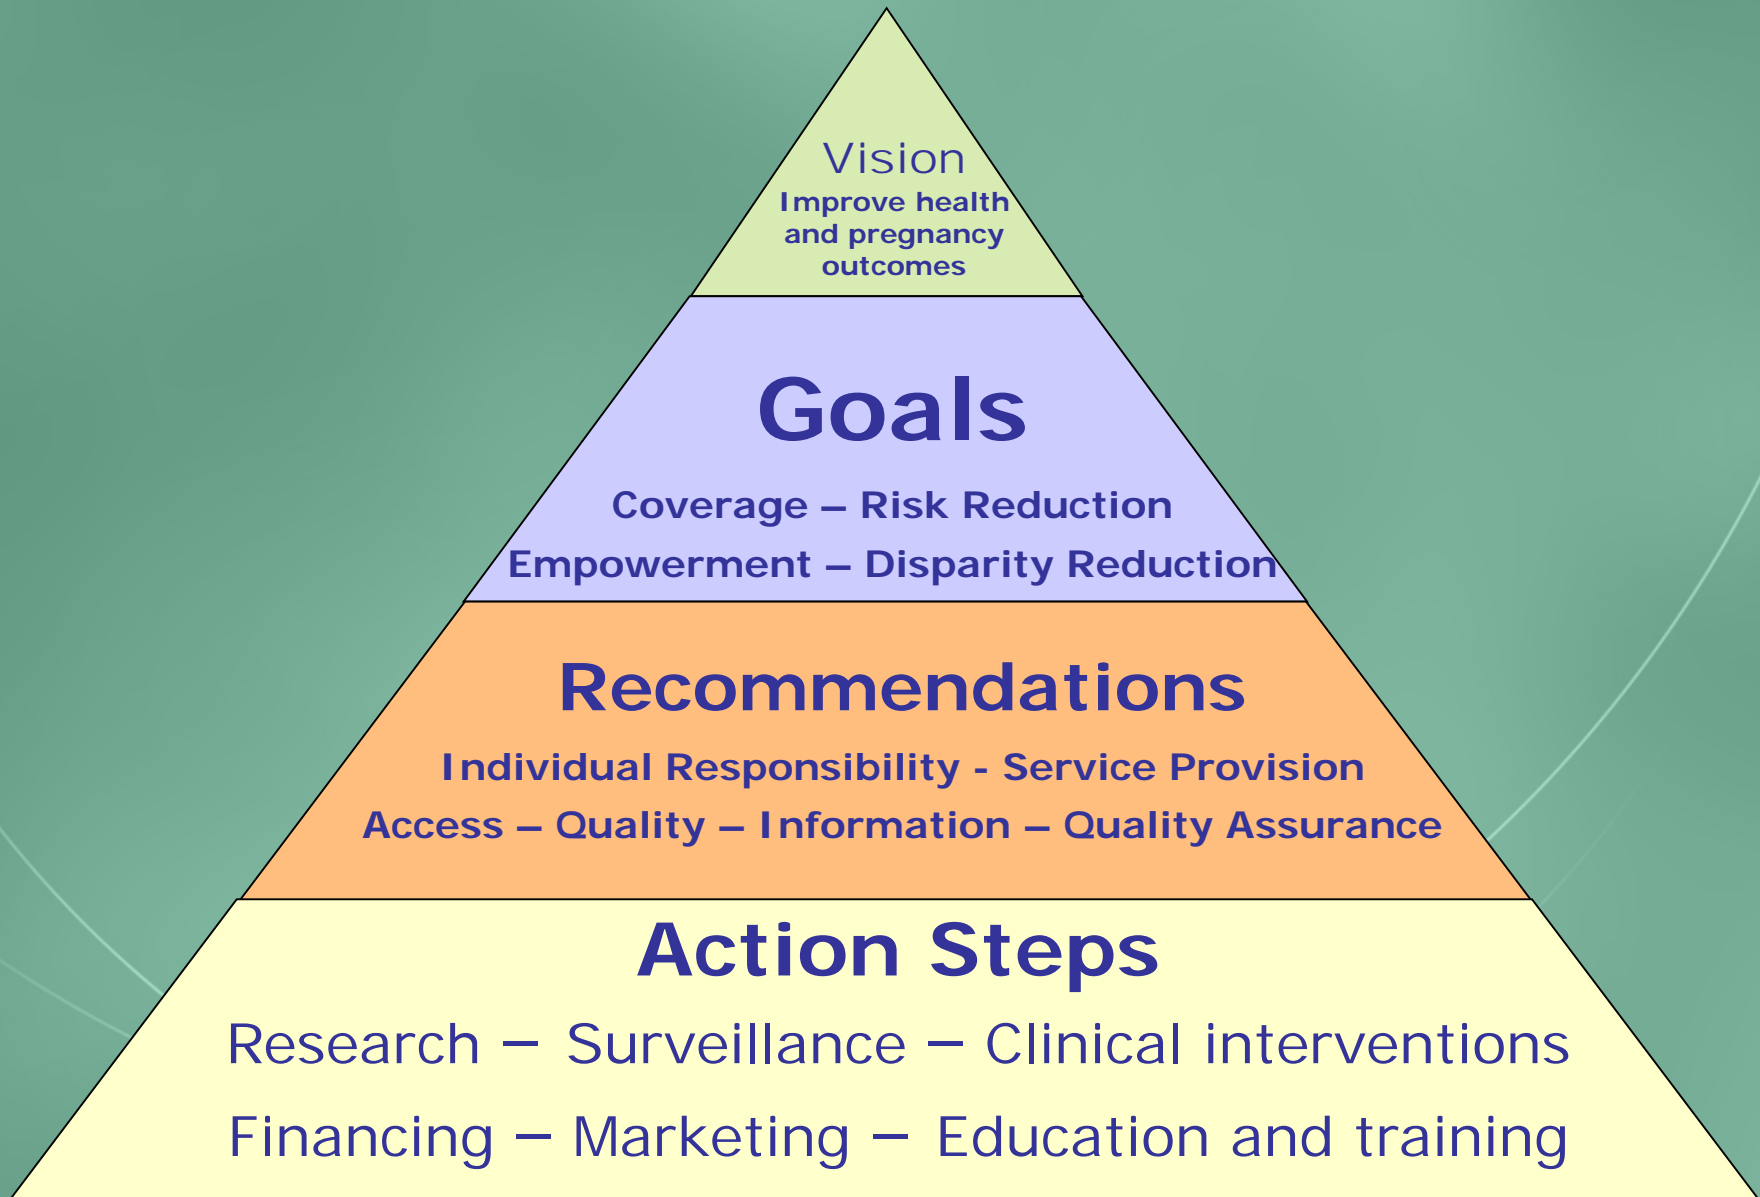 Vision
Improve health
and pregnancy
outcomes
Goals
Coverage – Risk Reduction
Empowerment – Disparity Reduction
Recommendations
Individual Responsibility - Service Provision
Access – Quality – Information – Quality Assurance
Action Steps
Research – Surveillance – Clinical interventions
Financing – Marketing – Education and training